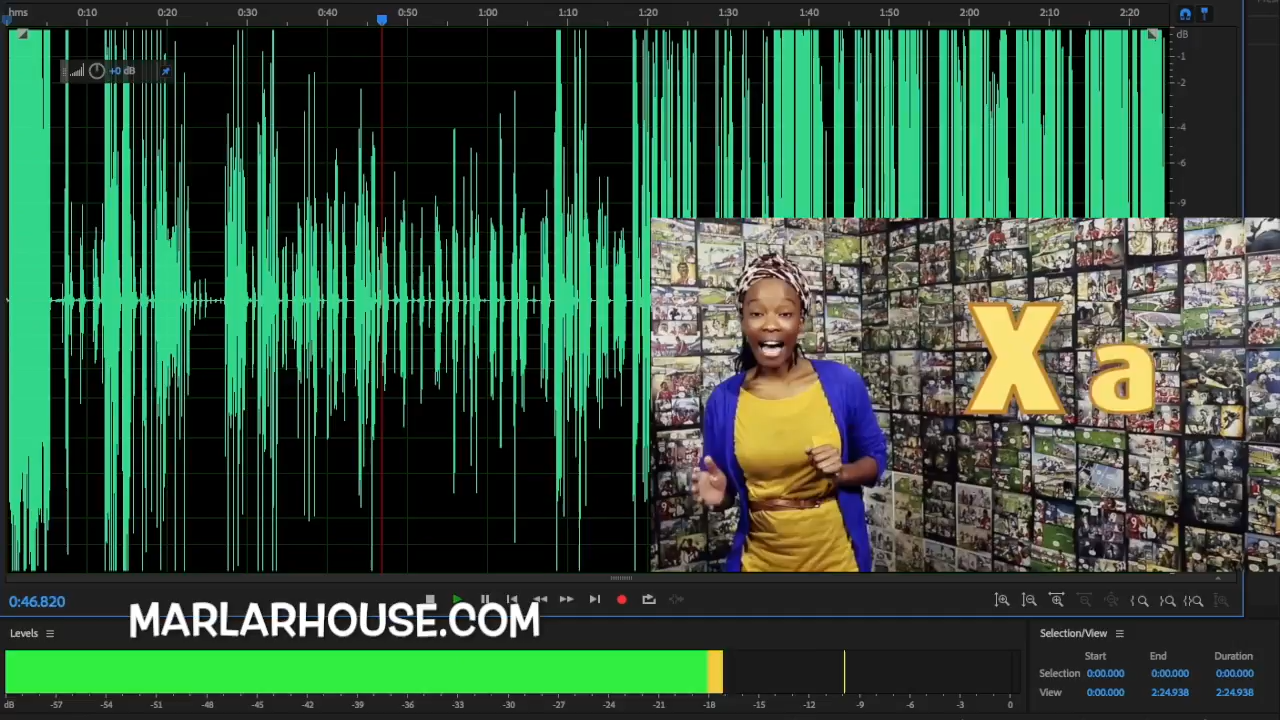 hms 0:10 0:20 0:30 0:40 0:50 1:00 1:10 1:20 1:30 1:40 1:50 2:00 2:10 2:20
dB
-1
+0 dB
-2
-4
-6
-9
X a
0:46.820
MARLARHOUSE.COM
Levels
Selection/View
Start End Duration
Selection 0:00.000 0:00.000 0:00.000
View 0:00.000 2:24.938 2:24.938
dB -57 -54 -51 -48 -45 -42 -39 -36 -33 -30 -27 -24 -21 -18 -15 -12 -9 -6 -3 0